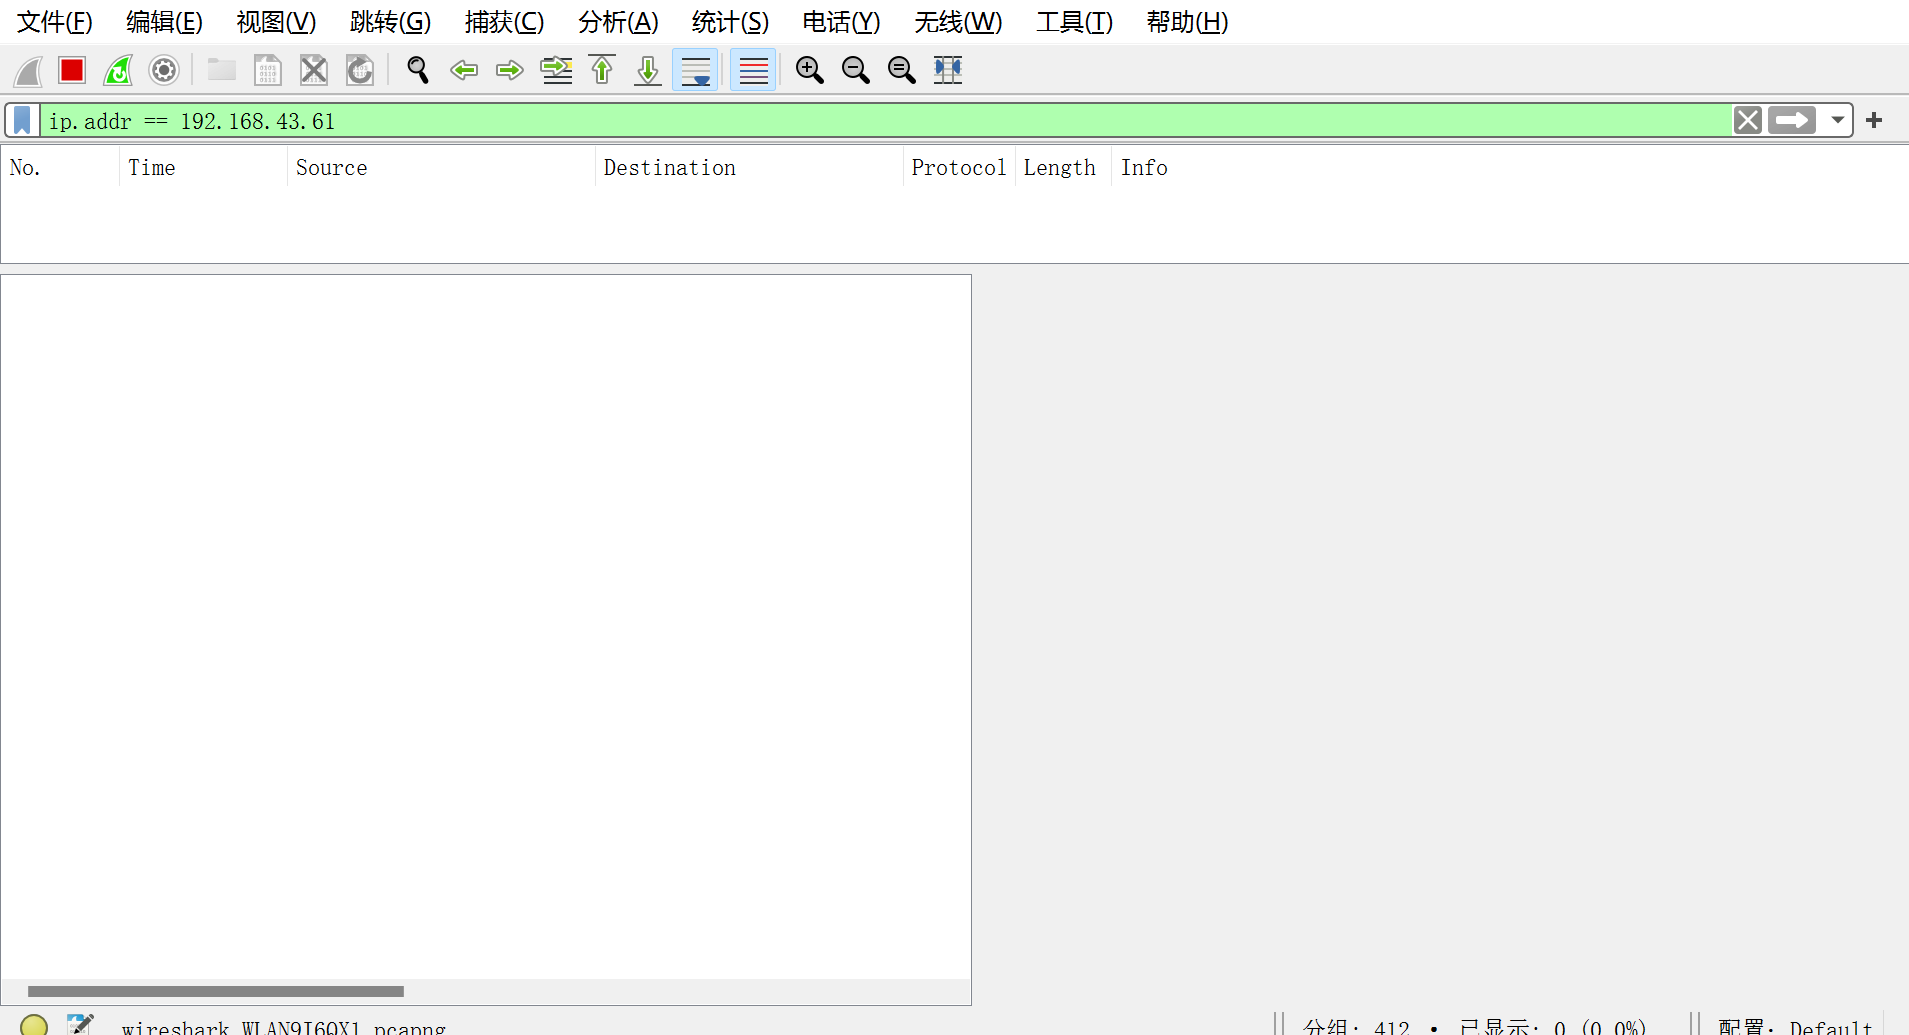 文件(F) 编辑(E) 视图(V) 跳转(G) 捕获(C) 分析(A) 统计(S) 电话(Y) 无线(W) 工具(T) 帮助(H)
ip.addr == 192.168.43.61
No. Time Source Destination Protocol Length Info
wireshark_WLAN9I6QX1.pcapng 分组: 412 · 已显示: 0 (0.0%) 配置: Default